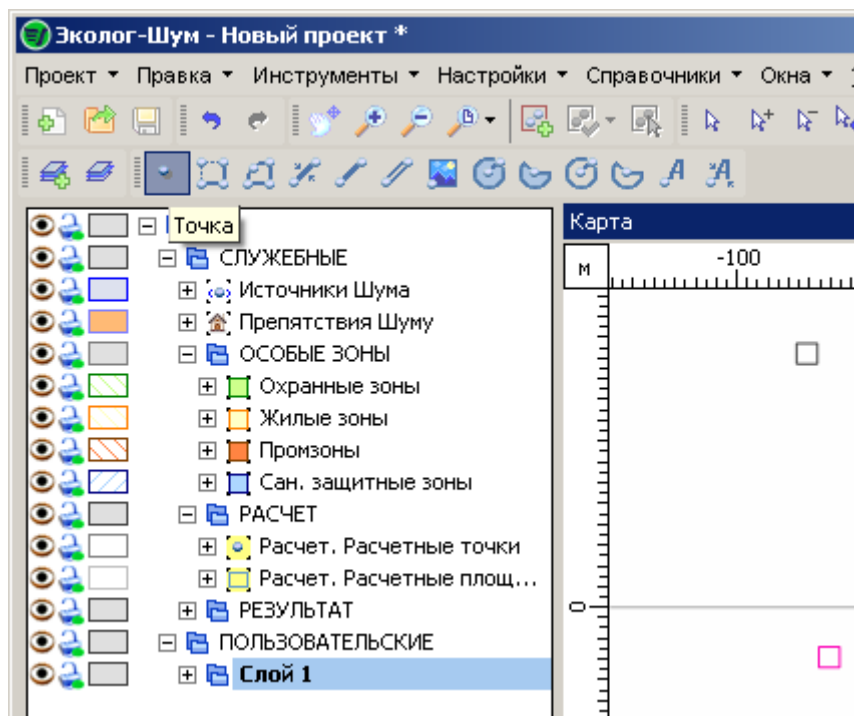 Эколог-Шум - Новый проект *
Проект Правка Инструменты Настройки Справочники Окна
Точка
Карта
СЛУЖЕБНЫЕ
м -100
Источники Шума
Препятствия Шуму
ОСОБЫЕ ЗОНЫ
Охранные зоны
Жилые зоны
Промзоны
Сан. защитные зоны
РАСЧЕТ
Расчет. Расчетные точки
Расчет. Расчетные площ...
РЕЗУЛЬТАТ
0
ПОЛЬЗОВАТЕЛЬСКИЕ
Слой 1